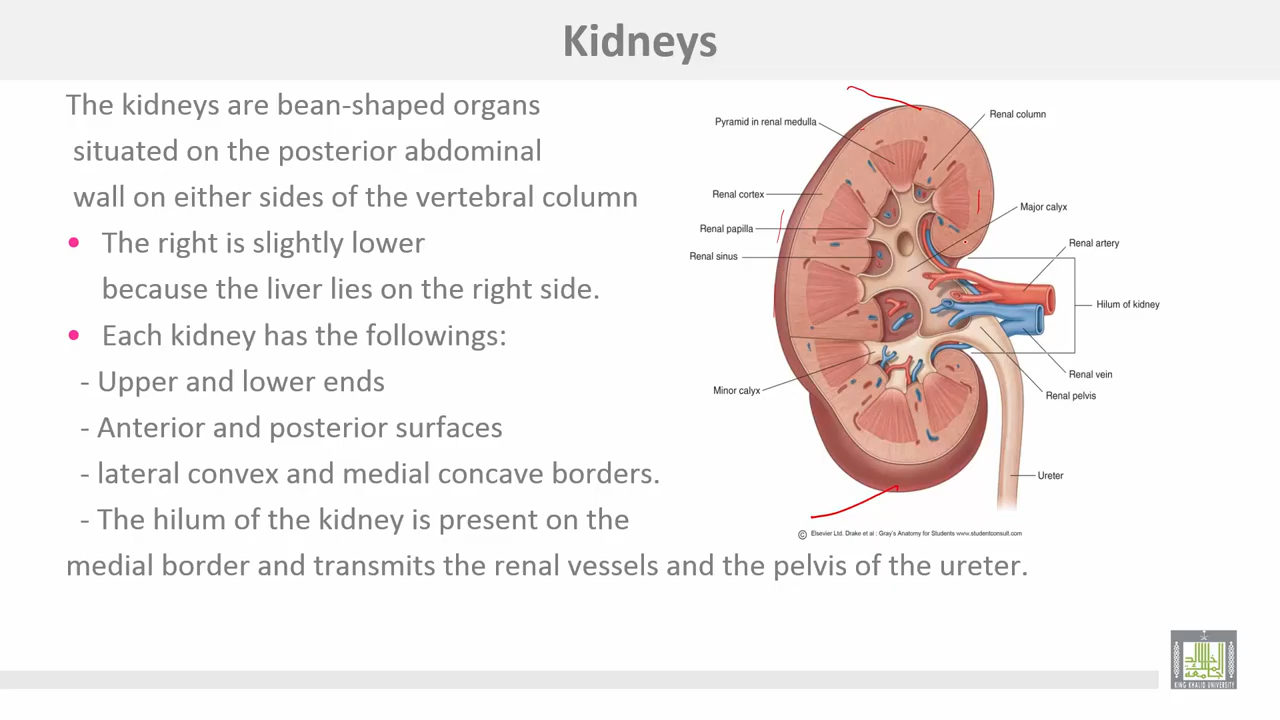 Kidneys
The kidneys are bean-shaped organs
situated on the posterior abdominal
wall on either sides of the vertebral column
• The right is slightly lower
because the liver lies on the right side.
• Each kidney has the followings:
- Upper and lower ends
- Anterior and posterior surfaces
- lateral convex and medial concave borders.
- The hilum of the kidney is present on the
medial border and transmits the renal vessels and the pelvis of the ureter.
Pyramid in renal medulla
Renal column
Renal cortex
Major calyx
Renal papilla
Renal artery
Renal sinus
Hilum of kidney
Renal vein
Minor calyx
Renal pelvis
Ureter
© Elsevier Ltd. Drake et al : Gray's Anatomy for Students www.studentconsult.com
KING KHALID UNIVERSITY